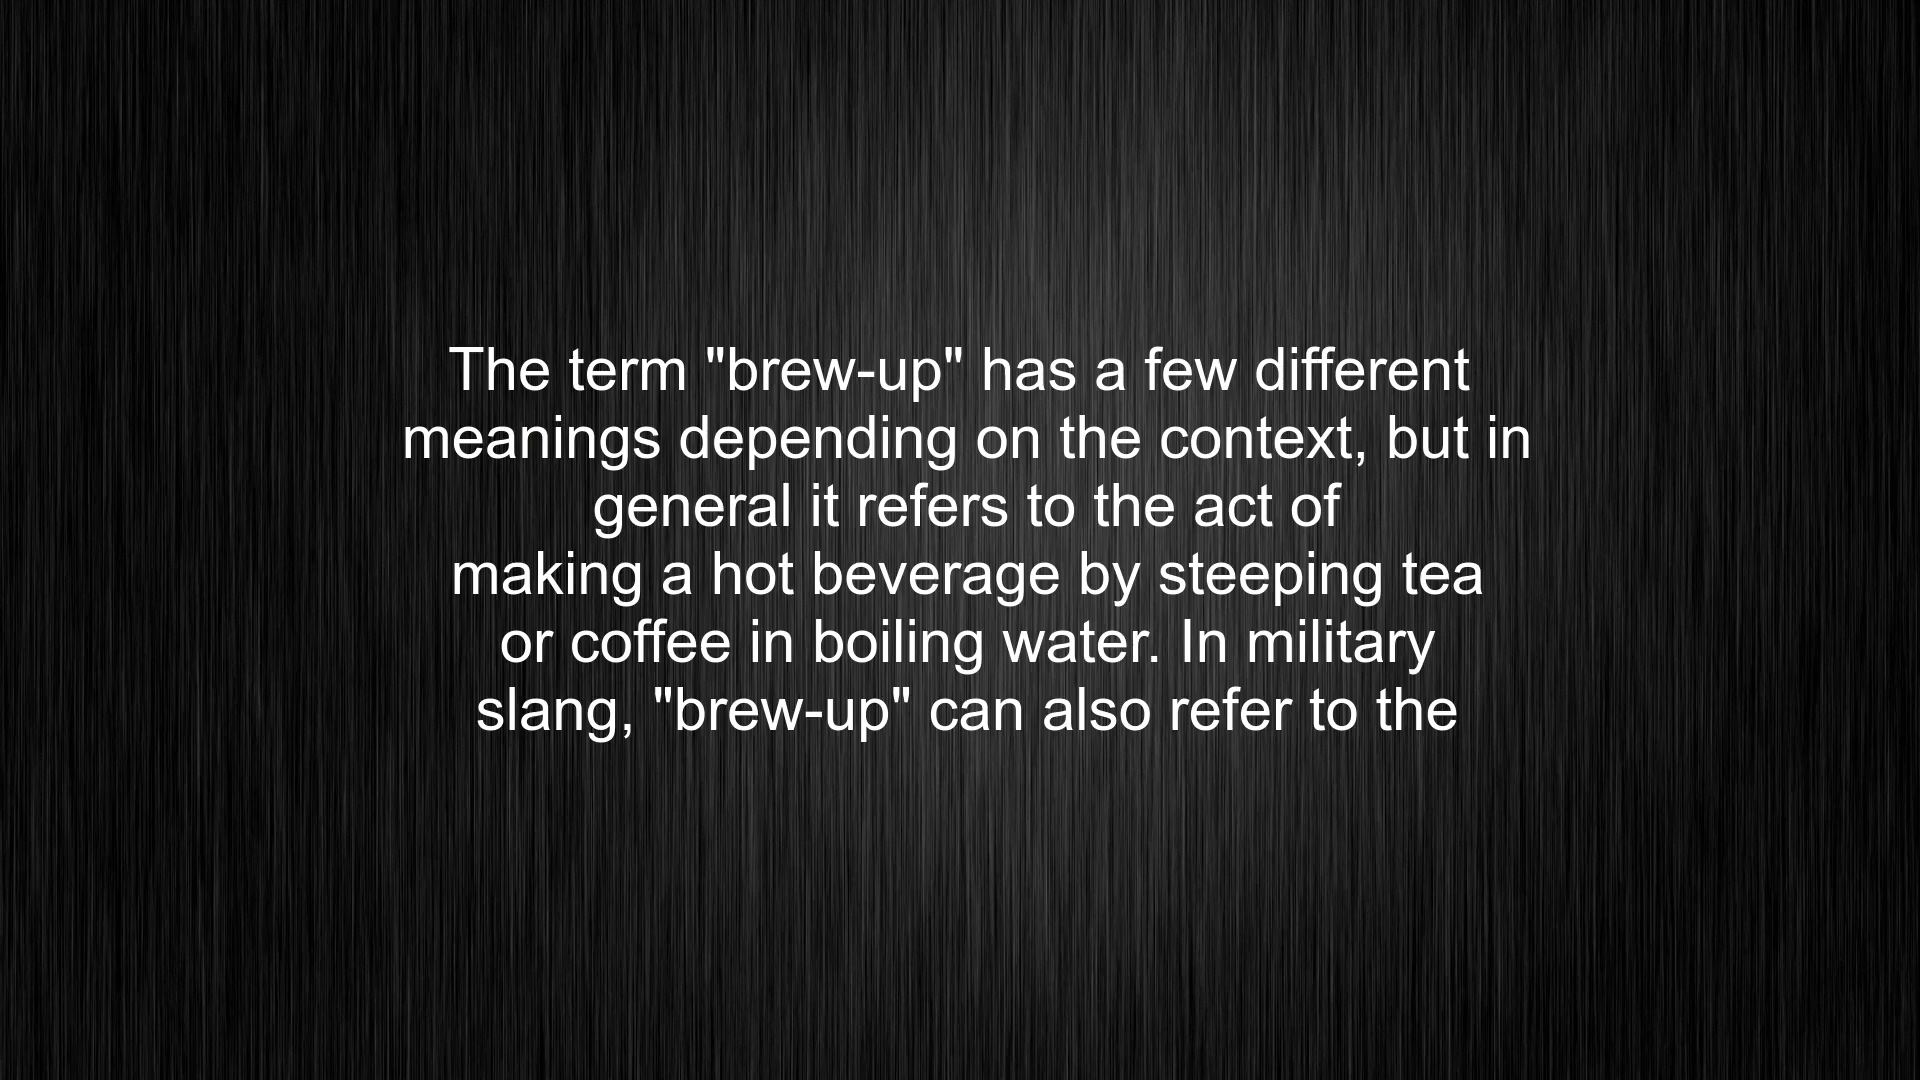 The term "brew-up" has a few different
meanings depending on the context, but in
general it refers to the act of
making a hot beverage by steeping tea
or coffee in boiling water. In military
slang, "brew-up" can also refer to the